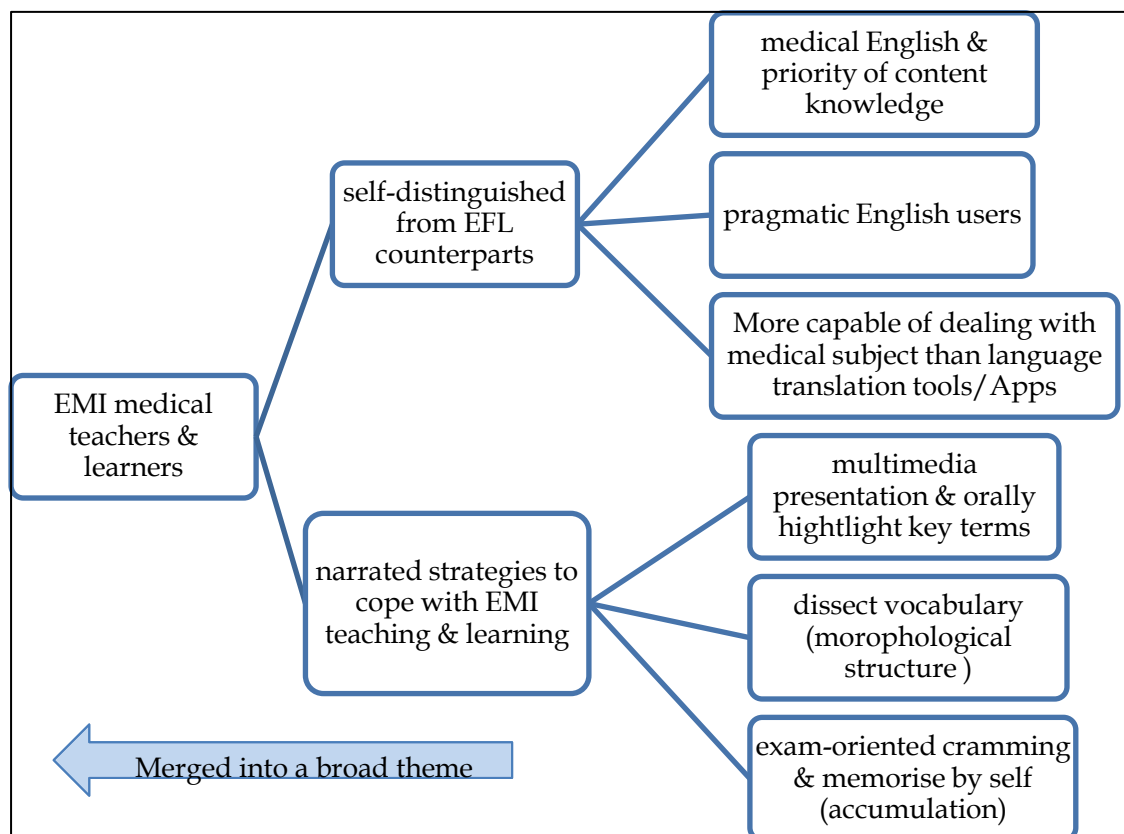 medical English &
priority of content
knowledge
self-distinguished
from EFL
counterparts
pragmatic English
users
More capable of dealing with
medical subject than language
translation tools/Apps
EMI medical
teachers &
learners
multimedia
presentation & orally
hightlight key terms
narrated strategies to
cope with EMI
teaching & learning
dissect vocabulary
(morophological
structure )
exam-oriented cramming
& memorise by self
(accumulation)
Merged into a broad theme